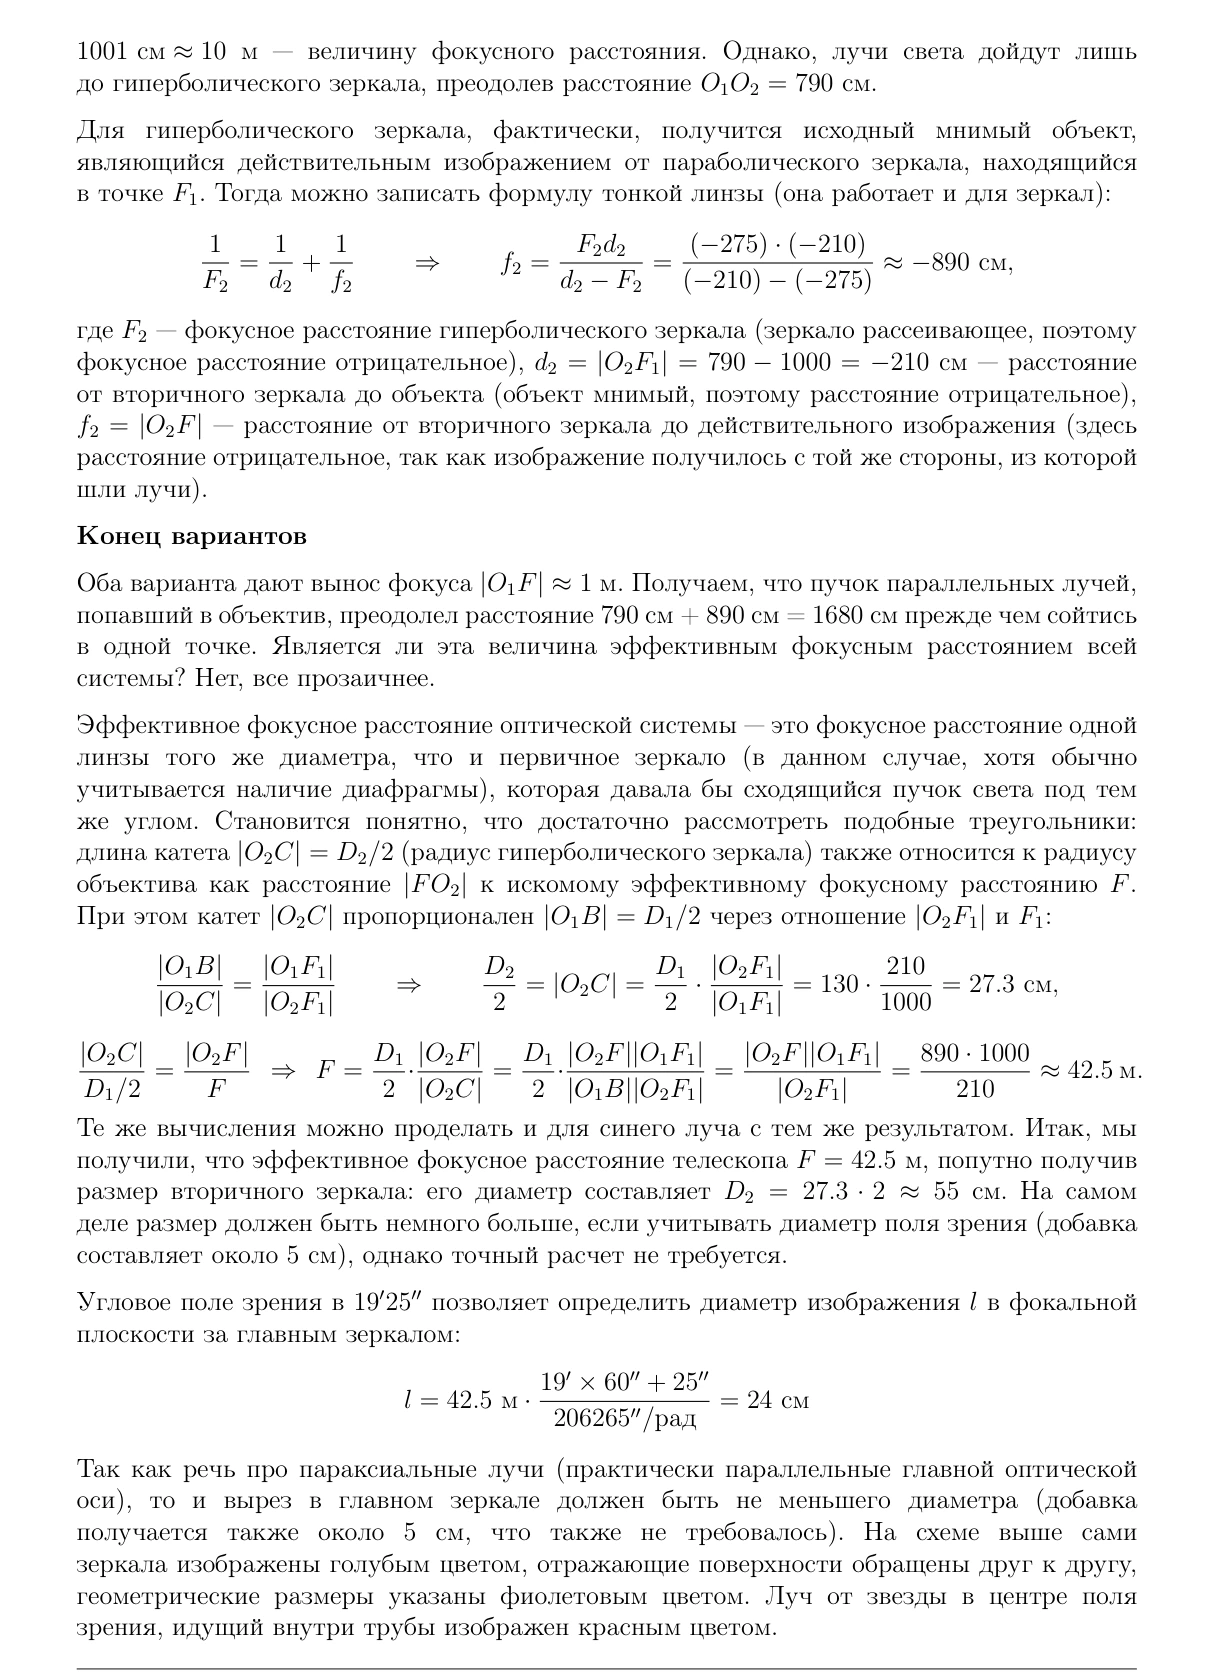 1001 см ≈ 10 м — величину фокусного расстояния. Однако, лучи света дойдут лишь
до гиперболического зеркала, преодолев расстояние O₁O₂ = 790 см.
Для гиперболического зеркала, фактически, получится исходный мнимый объект,
являющийся действительным изображением от параболического зеркала, находящийся
в точке F₁. Тогда можно записать формулу тонкой линзы (она работает и для зеркал):
1/F₂ = 1/d₂ + 1/f₂ ⇒ f₂ = F₂d₂/(d₂ − F₂) = (−275) · (−210)/((−210) − (−275)) ≈ −890 см,
где F₂ — фокусное расстояние гиперболического зеркала (зеркало рассеивающее, поэтому
фокусное расстояние отрицательное), d₂ = |O₂F₁| = 790 − 1000 = −210 см — расстояние
от вторичного зеркала до объекта (объект мнимый, поэтому расстояние отрицательное),
f₂ = |O₂F| — расстояние от вторичного зеркала до действительного изображения (здесь
расстояние отрицательное, так как изображение получилось с той же стороны, из которой
шли лучи).
Конец вариантов
Оба варианта дают вынос фокуса |O₁F| ≈ 1 м. Получаем, что пучок параллельных лучей,
попавший в объектив, преодолел расстояние 790 см + 890 см = 1680 см прежде чем сойтись
в одной точке. Является ли эта величина эффективным фокусным расстоянием всей
системы? Нет, все прозаичнее.
Эффективное фокусное расстояние оптической системы — это фокусное расстояние одной
линзы того же диаметра, что и первичное зеркало (в данном случае, хотя обычно
учитывается наличие диафрагмы), которая давала бы сходящийся пучок света под тем
же углом. Становится понятно, что достаточно рассмотреть подобные треугольники:
длина катета |O₂C| = D₂/2 (радиус гиперболического зеркала) также относится к радиусу
объектива как расстояние |FO₂| к искомому эффективному фокусному расстоянию F.
При этом катет |O₂C| пропорционален |O₁B| = D₁/2 через отношение |O₂F₁| и F₁:
|O₁B|/|O₂C| = |O₁F₁|/|O₂F₁| ⇒ D₂/2 = |O₂C| = D₁/2 · |O₂F₁|/|O₁F₁| = 130 · 210/1000 = 27.3 см,
|O₂C|/(D₁/2) = |O₂F|/F ⇒ F = D₁/2 · |O₂F|/|O₂C| = D₁/2 · |O₂F||O₁F₁|/(|O₁B||O₂F₁|) = |O₂F||O₁F₁|/|O₂F₁| = 890 · 1000/210 ≈ 42.5 м.
Те же вычисления можно проделать и для синего луча с тем же результатом. Итак, мы
получили, что эффективное фокусное расстояние телескопа F = 42.5 м, попутно получив
размер вторичного зеркала: его диаметр составляет D₂ = 27.3 · 2 ≈ 55 см. На самом
деле размер должен быть немного больше, если учитывать диаметр поля зрения (добавка
составляет около 5 см), однако точный расчет не требуется.
Угловое поле зрения в 19′25″ позволяет определить диаметр изображения l в фокальной
плоскости за главным зеркалом:
l = 42.5 м · (19′ × 60″ + 25″)/(206265″/рад) = 24 см
Так как речь про параксиальные лучи (практически параллельные главной оптической
оси), то и вырез в главном зеркале должен быть не меньшего диаметра (добавка
получается также около 5 см, что также не требовалось). На схеме выше сами
зеркала изображены голубым цветом, отражающие поверхности обращены друг к другу,
геометрические размеры указаны фиолетовым цветом. Луч от звезды в центре поля
зрения, идущий внутри трубы изображен красным цветом.